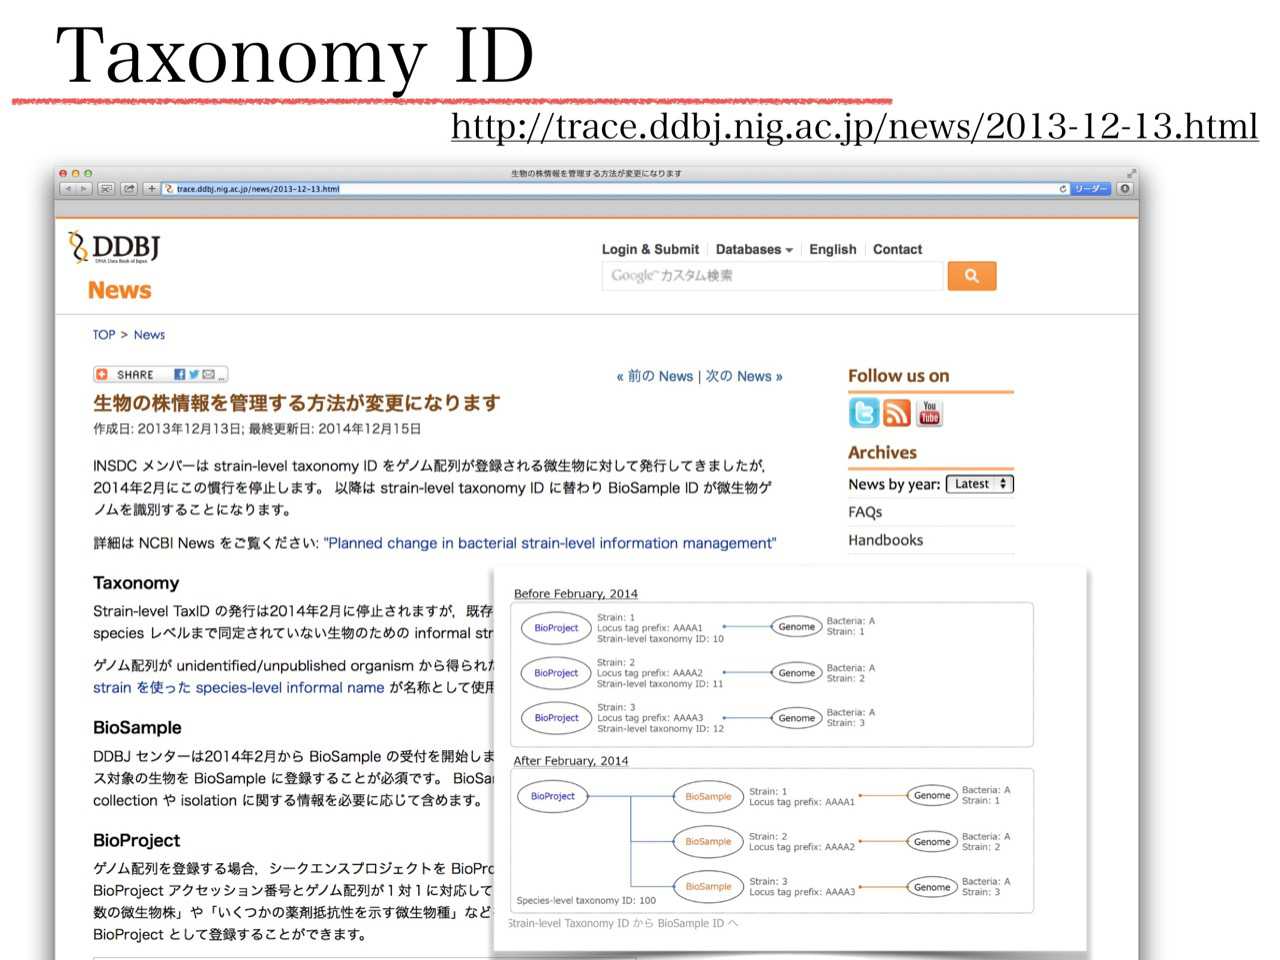 Taxonomy ID
http://trace.ddbj.nig.ac.jp/news/2013-12-13.html
生物の株情報を管理する方法が変更になります
trace.ddbj.nig.ac.jp/news/2013-12-13.html
リーダー
DDBJ
DNA Data Bank of Japan
Login & Submit
Databases
English
Contact
Google™カスタム検索
News
TOP > News
SHARE
« 前の News | 次の News »
Follow us on
You Tube
生物の株情報を管理する方法が変更になります
作成日: 2013年12月13日; 最終更新日: 2014年12月15日
Archives
News by year: Latest
FAQs
Handbooks
INSDC メンバーは strain-level taxonomy ID をゲノム配列が登録される微生物に対して発行してきましたが,
2014年2月にこの慣行を停止します。 以降は strain-level taxonomy ID に替わり BioSample ID が微生物ゲ
ノムを識別することになります。
詳細は NCBI News をご覧ください: "Planned change in bacterial strain-level information management"
Taxonomy
Strain-level TaxID の発行は2014年2月に停止されますが，既存
species レベルまで同定されていない生物のための informal str
ゲノム配列が unidentified/unpublished organism から得られた
strain を使った species-level informal name が名称として使用
BioSample
DDBJ センターは2014年2月から BioSample の受付を開始しま
ス対象の生物を BioSample に登録することが必須です。 BioSa
collection や isolation に関する情報を必要に応じて含めます。
BioProject
ゲノム配列を登録する場合，シークエンスプロジェクトを BioPro
BioProject アクセッション番号とゲノム配列が１対１に対応して
数の微生物株」や「いくつかの薬剤抵抗性を示す微生物種」など
BioProject として登録することができます。
Before February, 2014
BioProject
Strain: 1
Locus tag prefix: AAAA1
Strain-level taxonomy ID: 10
Genome
Bacteria: A
Strain: 1
BioProject
Strain: 2
Locus tag prefix: AAAA2
Strain-level taxonomy ID: 11
Genome
Bacteria: A
Strain: 2
BioProject
Strain: 3
Locus tag prefix: AAAA3
Strain-level taxonomy ID: 12
Genome
Bacteria: A
Strain: 3
After February, 2014
BioProject
BioSample
Strain: 1
Locus tag prefix: AAAA1
Genome
Bacteria: A
Strain: 1
BioSample
Strain: 2
Locus tag prefix: AAAA2
Genome
Bacteria: A
Strain: 2
BioSample
Strain: 3
Locus tag prefix: AAAA3
Genome
Bacteria: A
Strain: 3
Species-level taxonomy ID: 100
Strain-level Taxonomy ID から BioSample ID へ